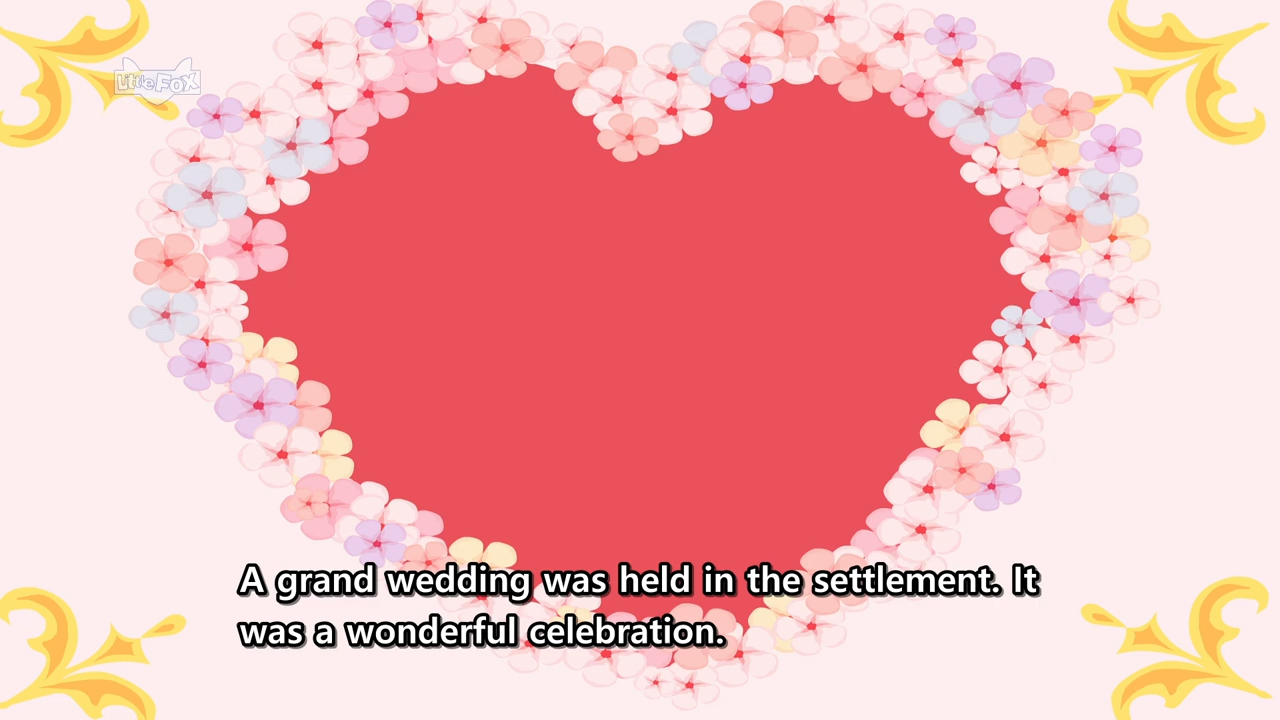 Little Fox
A grand wedding was held in the settlement. It
was a wonderful celebration.